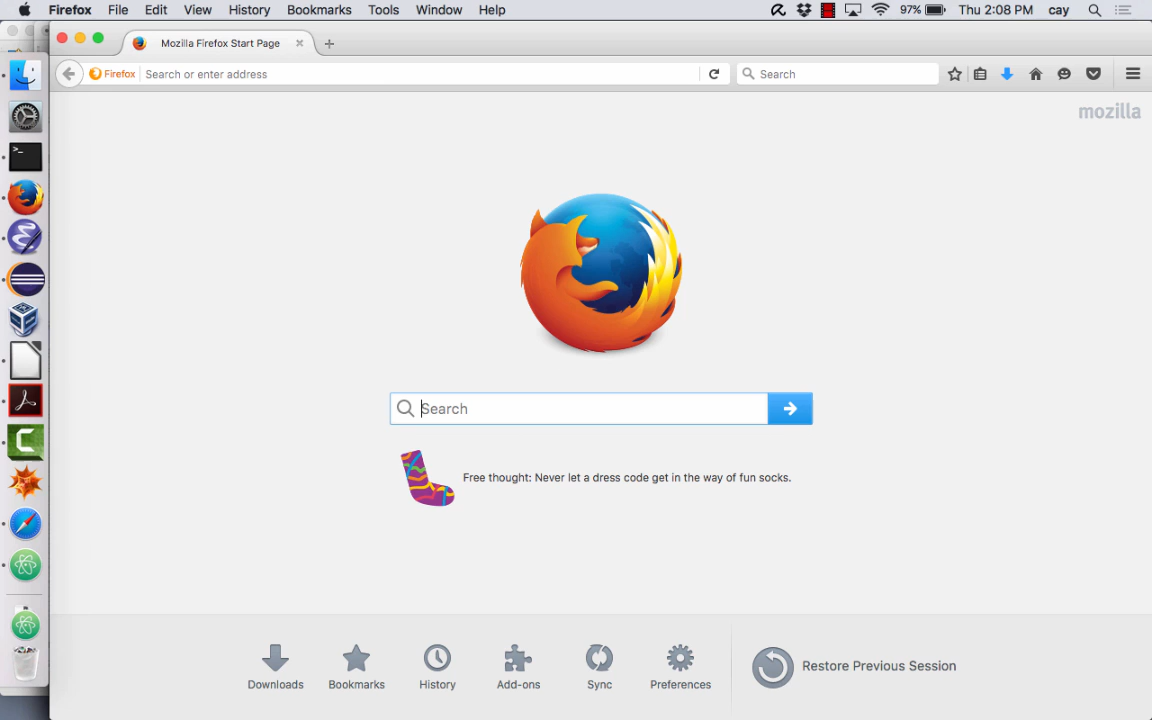 Firefox File Edit View History Bookmarks Tools Window Help 97% Thu 2:08 PM cay
Mozilla Firefox Start Page
Firefox Search or enter address Search
mozilla
Search
Free thought: Never let a dress code get in the way of fun socks.
Downloads Bookmarks History Add-ons Sync Preferences Restore Previous Session